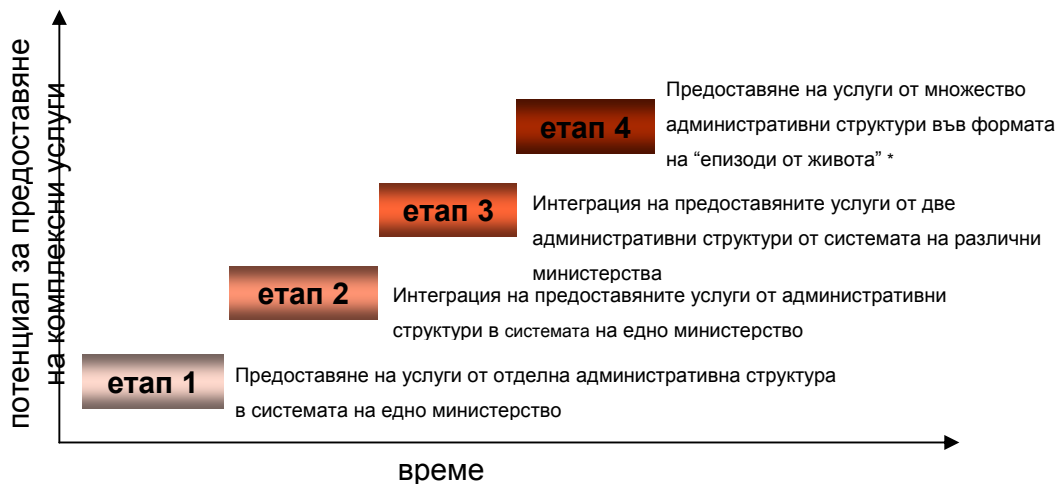 потенциал за предоставяне
на комплексни услуги
етап 4
Предоставяне на услуги от множество
административни структури във формата
на “епизоди от живота” *
етап 3
Интеграция на предоставяните услуги от две
административни структури от системата на различни
министерства
етап 2
Интеграция на предоставяните услуги от административни
структури в системата на едно министерство
етап 1
Предоставяне на услуги от отделна административна структура
в системата на едно министерство
време